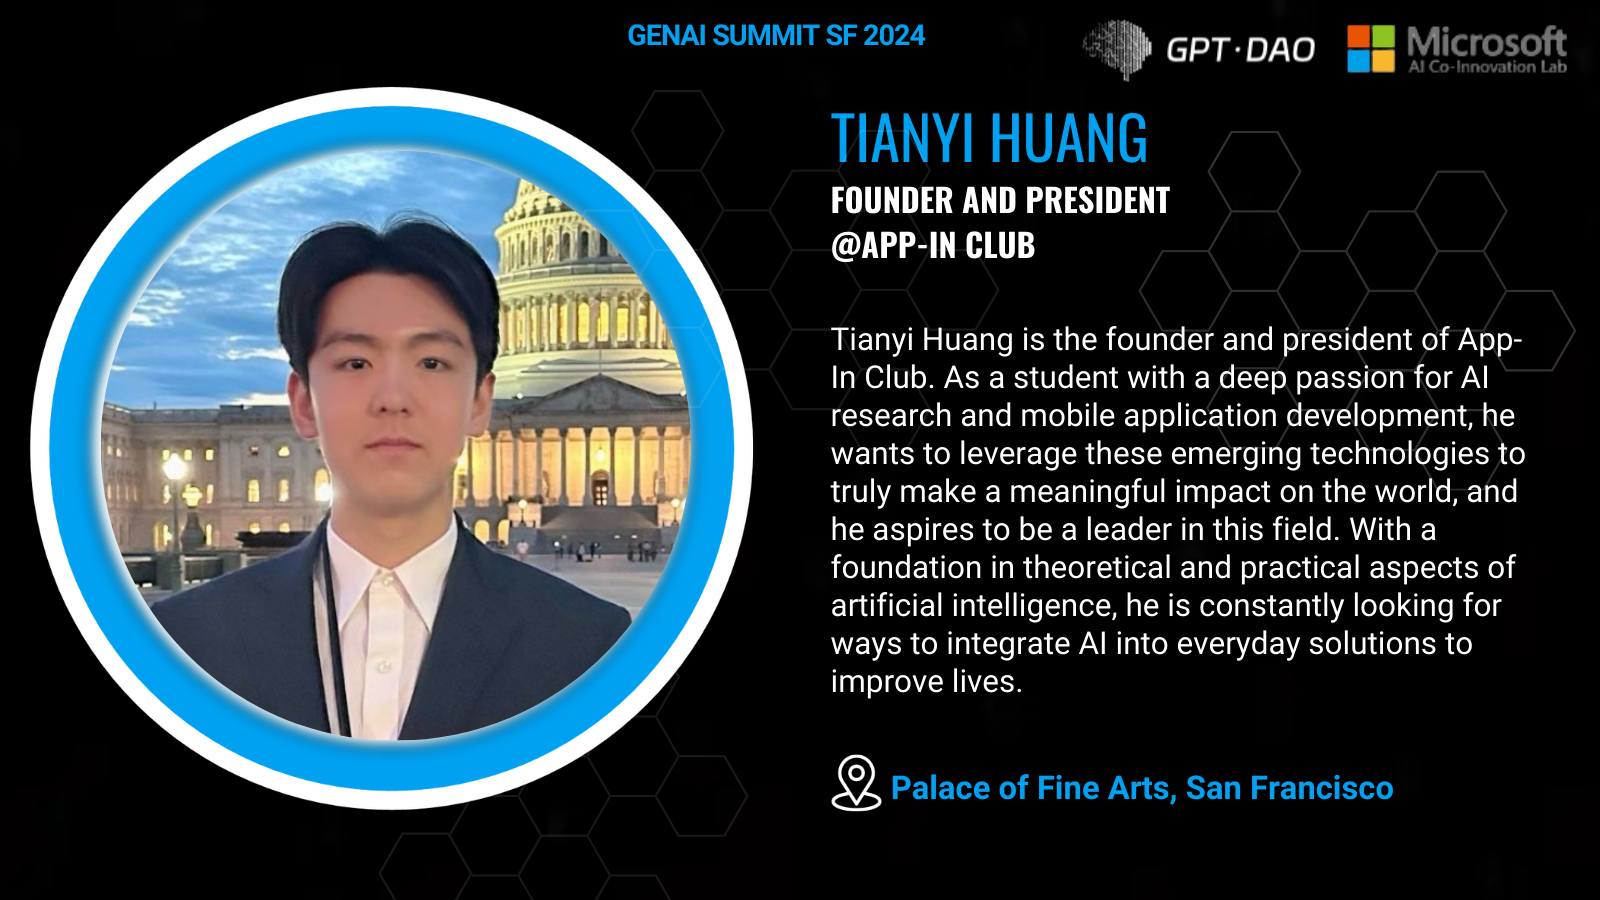 GENAI SUMMIT SF 2024
GPT·DAO
Microsoft
AI Co-Innovation Lab
TIANYI HUANG
FOUNDER AND PRESIDENT
@APP-IN CLUB
Tianyi Huang is the founder and president of App-
In Club. As a student with a deep passion for AI
research and mobile application development, he
wants to leverage these emerging technologies to
truly make a meaningful impact on the world, and
he aspires to be a leader in this field. With a
foundation in theoretical and practical aspects of
artificial intelligence, he is constantly looking for
ways to integrate AI into everyday solutions to
improve lives.
Palace of Fine Arts, San Francisco